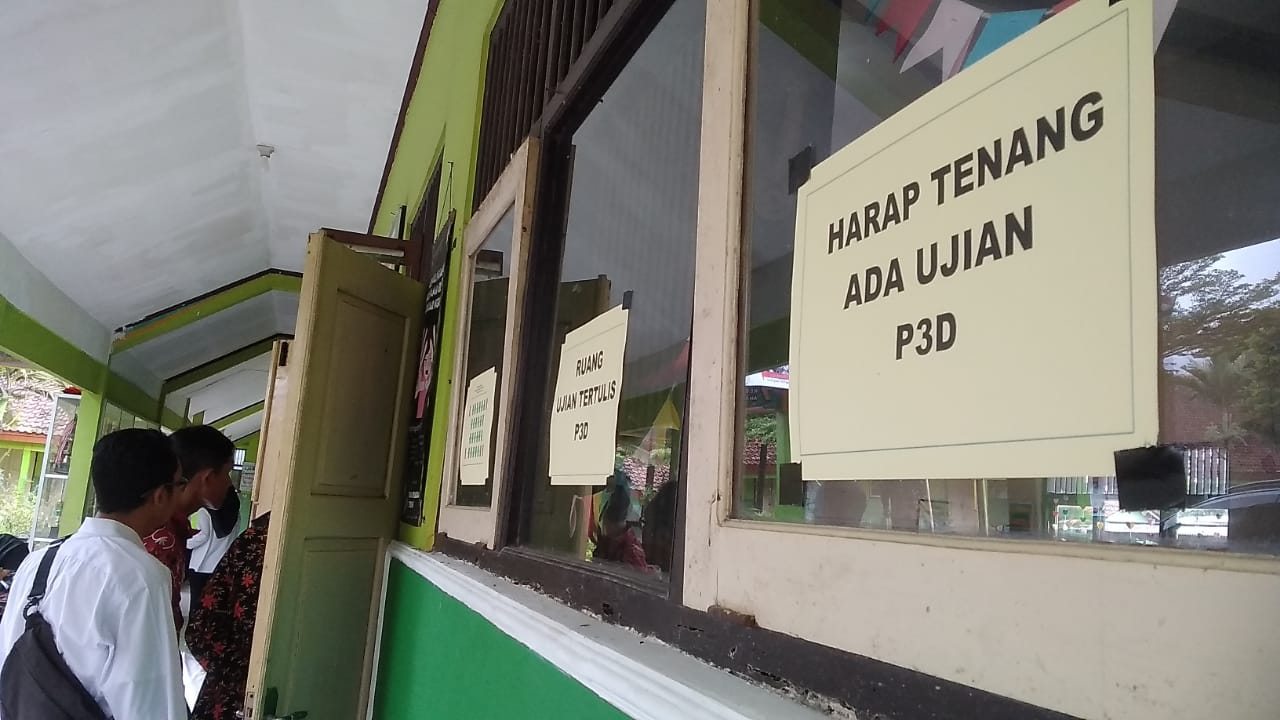 HARAP TENANG
ADA UJIAN
P3D
RUANG
UJIAN TERTULIS
P3D